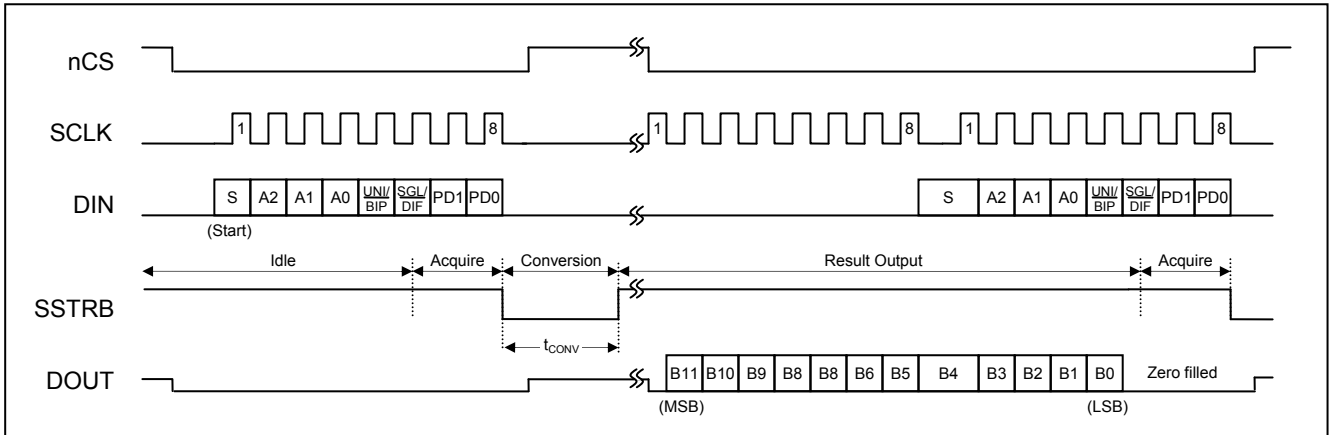 nCS
SCLK
1
8
1
8
1
8
DIN
S
A2
A1
A0
UNI/
BIP
SGL/
DIF
PD1
PD0
S
A2
A1
A0
UNI/
BIP
SGL/
DIF
PD1
PD0
(Start)
Idle
Acquire
Conversion
Result Output
Acquire
SSTRB
tCONV
DOUT
B11
B10
B9
B8
B8
B6
B5
B4
B3
B2
B1
B0
Zero filled
(MSB)
(LSB)